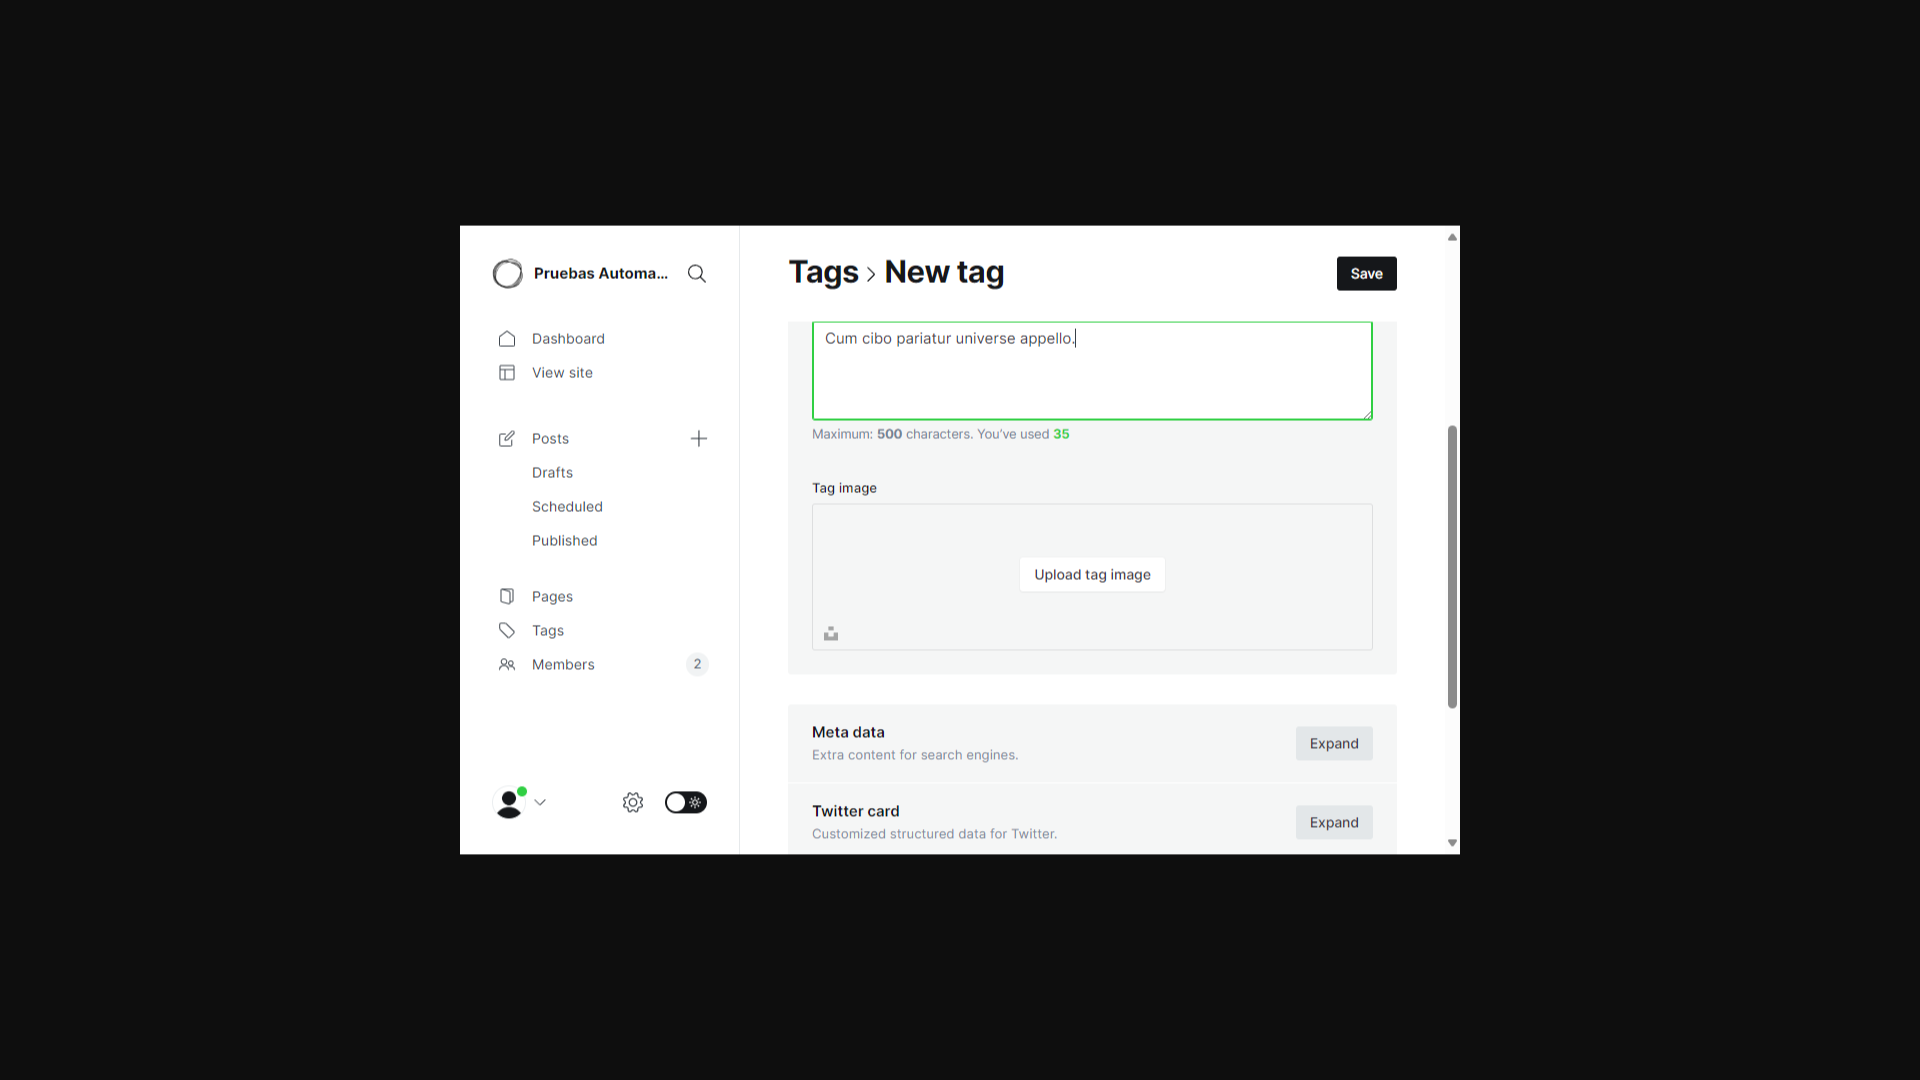 Pruebas Automa...
Dashboard
View site
Posts
Drafts
Scheduled
Published
Pages
Tags
Members
2
Tags > New tag
Save
Cum cibo pariatur universe appello.
Maximum: 500 characters. You've used 35
Tag image
Upload tag image
Meta data
Extra content for search engines.
Expand
Twitter card
Customized structured data for Twitter.
Expand